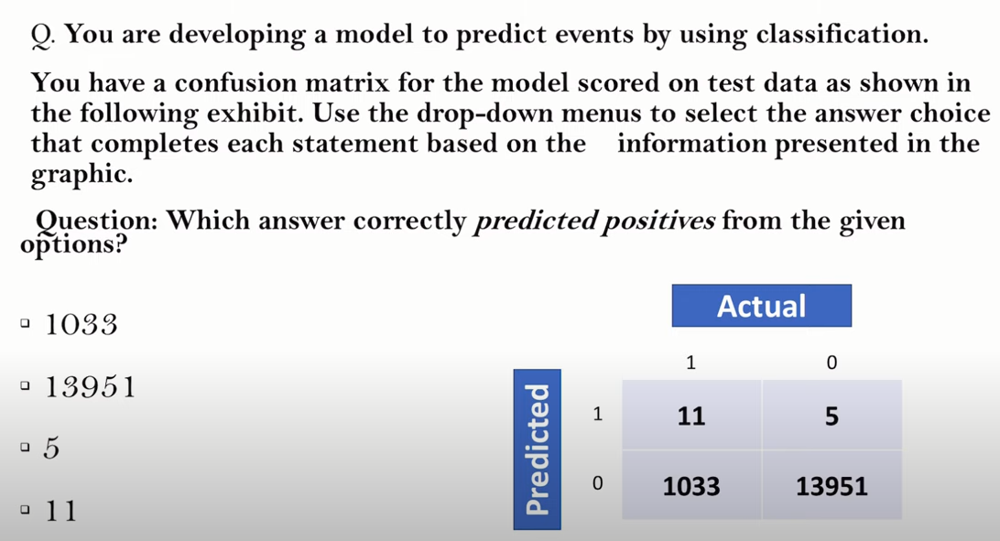 Q. You are developing a model to predict events by using classification.
You have a confusion matrix for the model scored on test data as shown in
the following exhibit. Use the drop-down menus to select the answer choice
that completes each statement based on the information presented in the
graphic.
Question: Which answer correctly predicted positives from the given
options?
1033
13951
5
11
Actual
1 0
Predicted
1 11 5
0 1033 13951